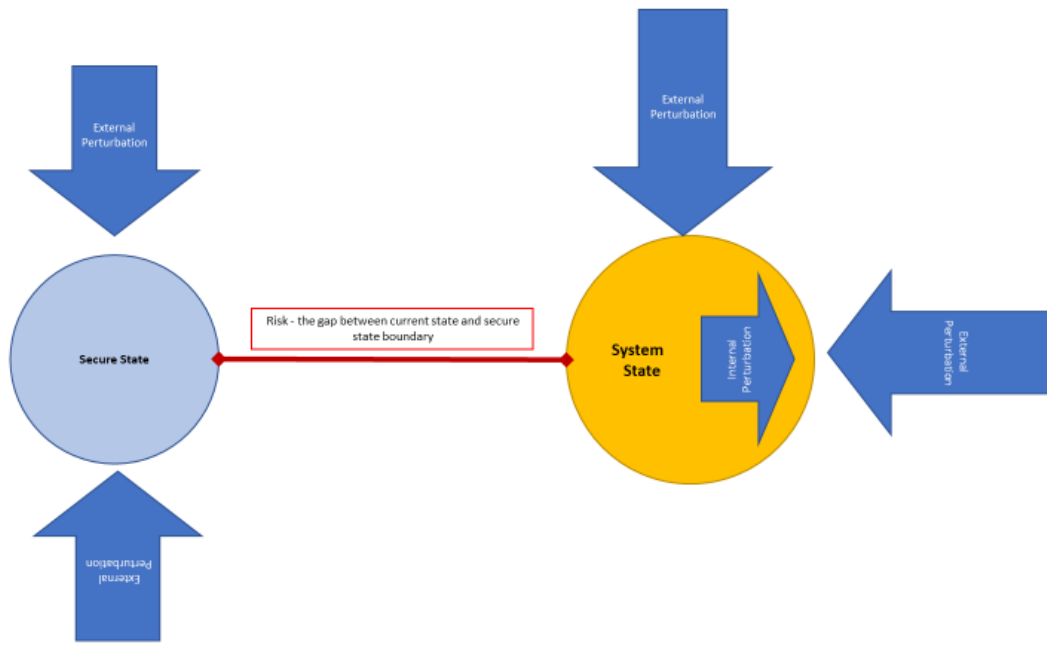 External
Perturbation
External
Perturbation
Risk - the gap between current state and secure
state boundary
Secure State
System
State
Internal
Perturbation
External
Perturbation
External
Perturbation